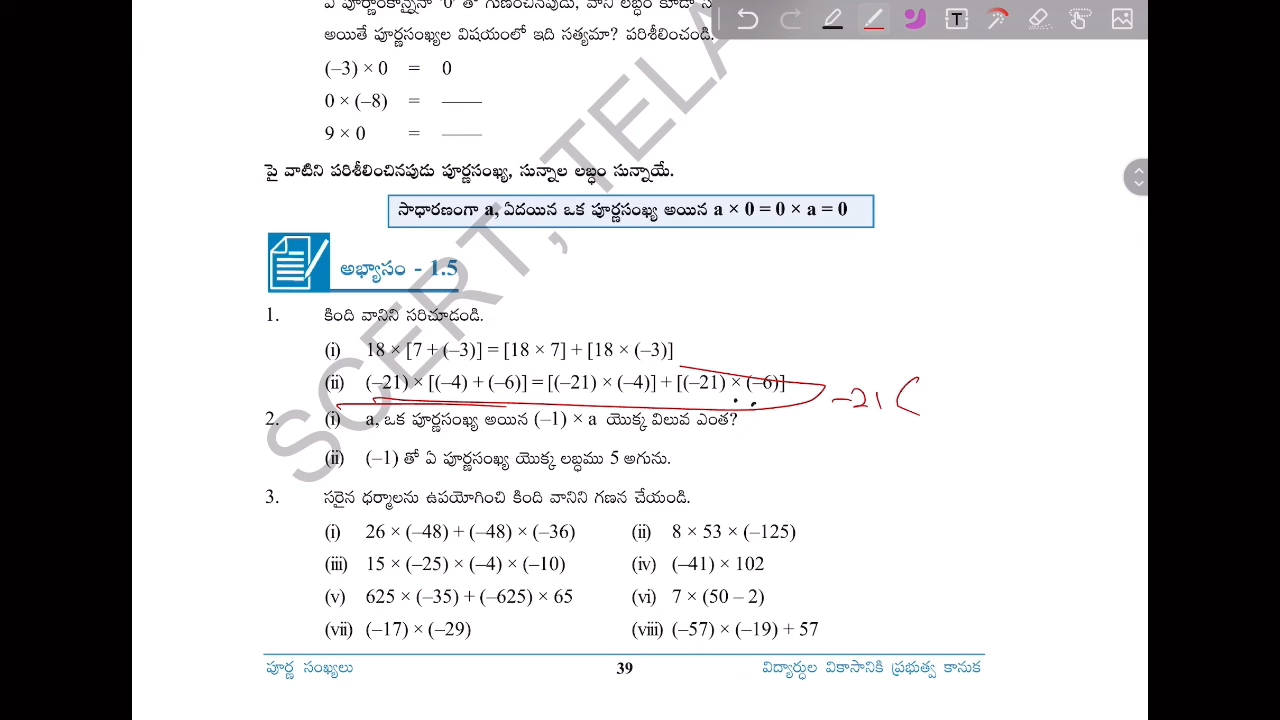 ఏ పూర్ణాంకాన్నైనా '0' తో గుణించినపుడు, వాని లబ్ధం కూడా
అయితే పూర్ణసంఖ్యల విషయంలో ఇది సత్యమా? పరిశీలించండి.
(–3) × 0 = 0
0 × (–8) = ——
9 × 0 = ——
పై వాటిని పరిశీలించినపుడు పూర్ణసంఖ్య, సున్నాల లబ్ధం సున్నాయే.
సాధారణంగా a, ఏదయిన ఒక పూర్ణసంఖ్య అయిన a × 0 = 0 × a = 0
అభ్యాసం - 1.5
1. కింది వానిని సరిచూడండి.
(i) 18 × [7 + (–3)] = [18 × 7] + [18 × (–3)]
(ii) (–21) × [(–4) + (–6)] = [(–21) × (–4)] + [(–21) × (–6)]
–21 (
2. (i) a, ఒక పూర్ణసంఖ్య అయిన (–1) × a యొక్క విలువ ఎంత?
(ii) (–1) తో ఏ పూర్ణసంఖ్య యొక్క లబ్ధము 5 అగును.
3. సరైన ధర్మాలను ఉపయోగించి కింది వానిని గణన చేయండి.
(i) 26 × (–48) + (–48) × (–36) (ii) 8 × 53 × (–125)
(iii) 15 × (–25) × (–4) × (–10) (iv) (–41) × 102
(v) 625 × (–35) + (–625) × 65 (vi) 7 × (50 – 2)
(vii) (–17) × (–29) (viii) (–57) × (–19) + 57
పూర్ణ సంఖ్యలు 39 విద్యార్థుల వికాసానికి ప్రభుత్వ కానుక
SCERT, TELA
T